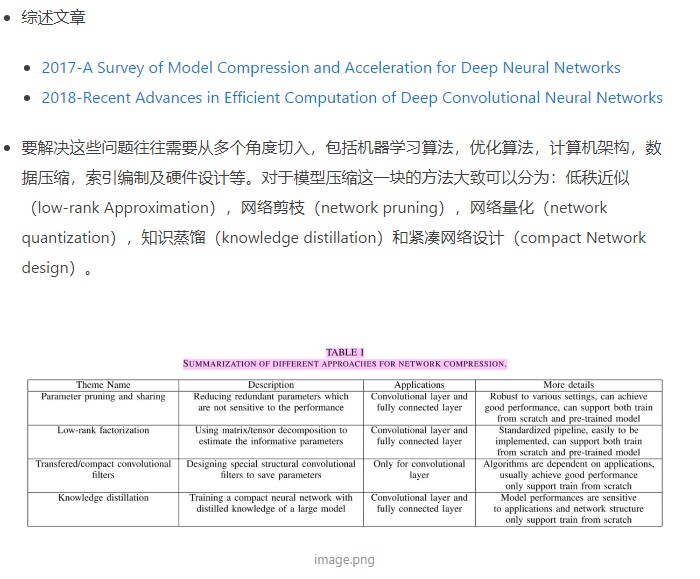 综述文章
2017-A Survey of Model Compression and Acceleration for Deep Neural Networks
2018-Recent Advances in Efficient Computation of Deep Convolutional Neural Networks
要解决这些问题往往需要从多个角度切入，包括机器学习算法，优化算法，计算机架构，数
据压缩，索引编制及硬件设计等。对于模型压缩这一块的方法大致可以分为：低秩近似
（low-rank Approximation），网络剪枝（network pruning），网络量化（network
quantization），知识蒸馏（knowledge distillation）和紧凑网络设计（compact Network
design）。
TABLE I
SUMMARIZATION OF DIFFERENT APPROACHES FOR NETWORK COMPRESSION.
Theme Name Description Applications More details
Parameter pruning and sharing Reducing redundant parameters which Convolutional layer and Robust to various settings, can achieve
are not sensitive to the performance fully connected layer good performance, can support both train
from scratch and pre-trained model
Low-rank factorization Using matrix/tensor decomposition to Convolutional layer and Standardized pipeline, easily to be
estimate the informative parameters fully connected layer implemented, can support both train
from scratch and pre-trained model
Transfered/compact convolutional Designing special structural convolutional Only for convolutional Algorithms are dependent on applications,
filters filters to save parameters layer usually achieve good performance
only support train from scratch
Knowledge distillation Training a compact neural network with Convolutional layer and Model performances are sensitive
distilled knowledge of a large model fully connected layer to applications and network structure
only support train from scratch
image.png